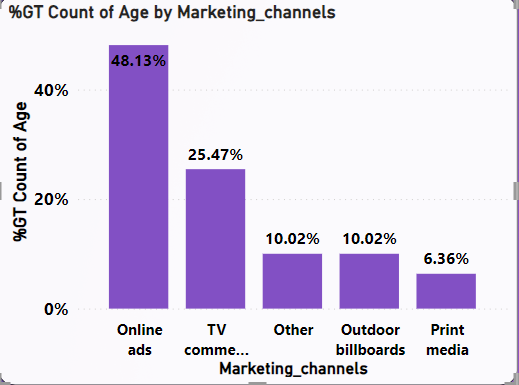 %GT Count of Age by Marketing_channels
%GT Count of Age
40%
20%
0%
48.13%
25.47%
10.02%
10.02%
6.36%
Online
ads
TV
comme...
Other
Outdoor
billboards
Print
media
Marketing_channels